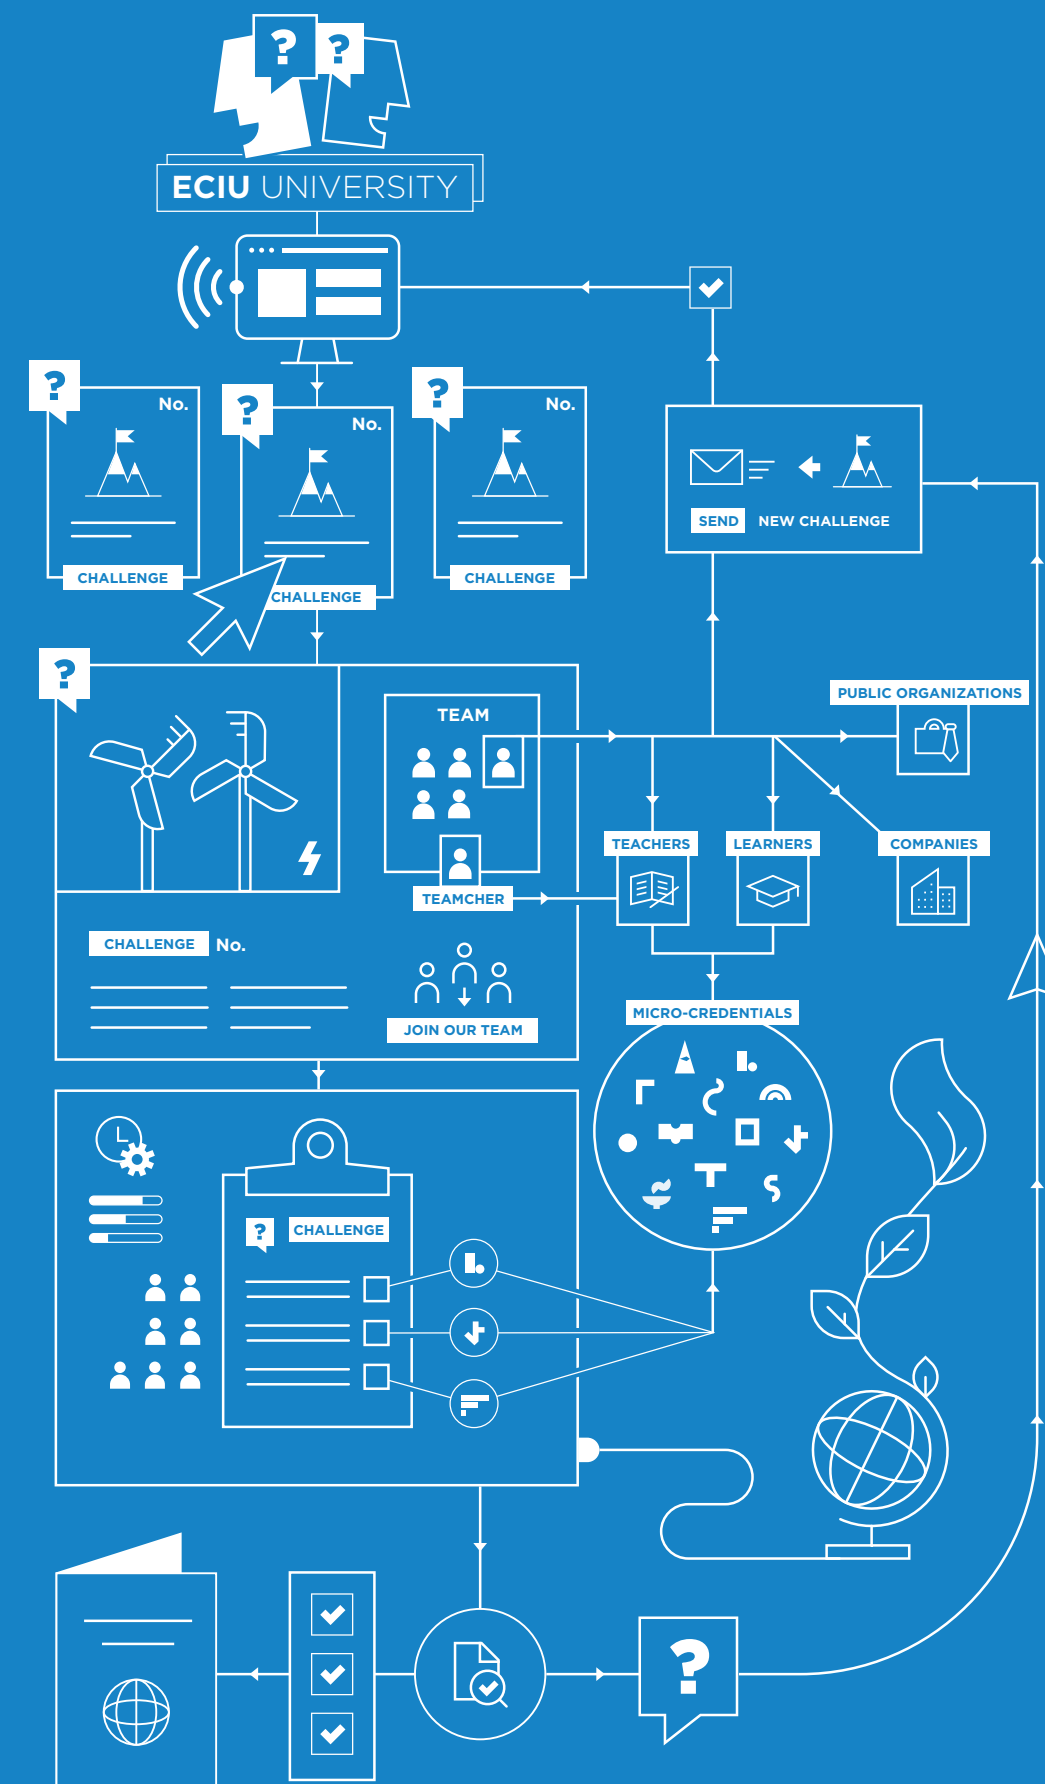 ?
?
ECIU UNIVERSITY
?
No.
CHALLENGE
?
No.
CHALLENGE
?
No.
CHALLENGE
SEND NEW CHALLENGE
?
TEAM
TEAMCHER
CHALLENGE No.
JOIN OUR TEAM
PUBLIC ORGANIZATIONS
TEACHERS
LEARNERS
COMPANIES
MICRO-CREDENTIALS
?
CHALLENGE
?